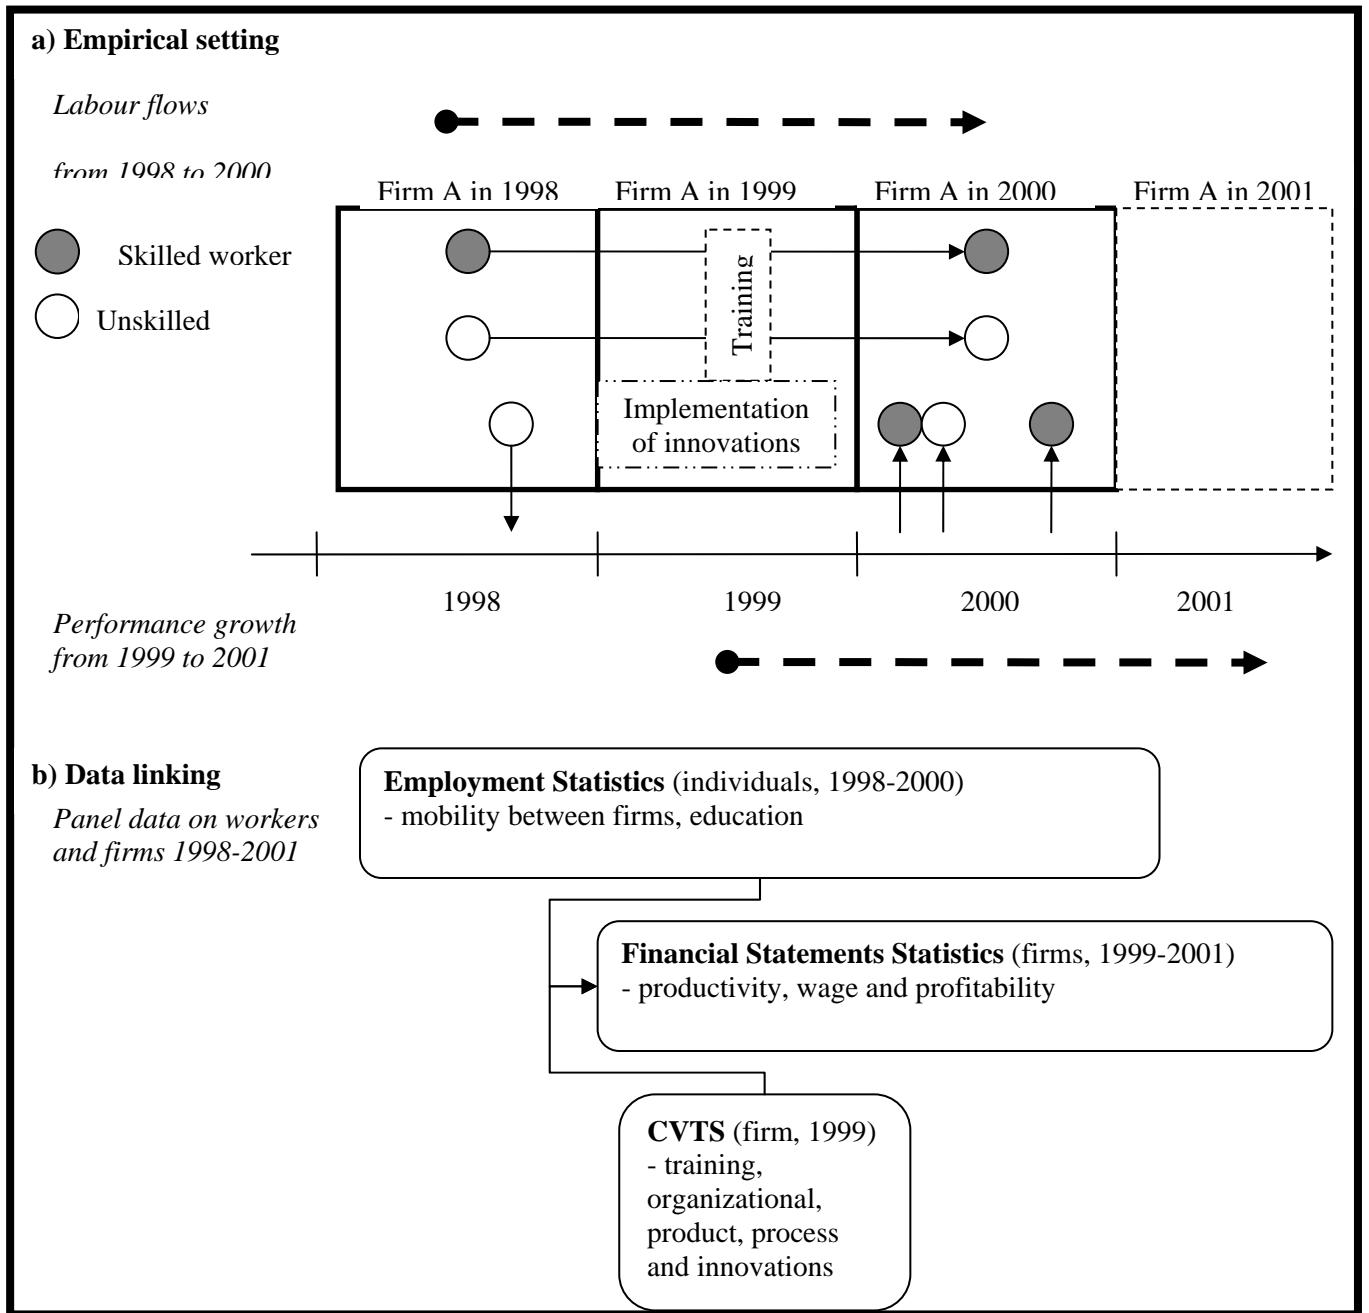 a) Empirical setting
Labour flows
from 1998 to 2000
Firm A in 1998
Firm A in 1999
Firm A in 2000
Firm A in 2001
Skilled worker
Unskilled
Training
Implementation
of innovations
1998
1999
2000
2001
Performance growth
from 1999 to 2001
b) Data linking
Panel data on workers
and firms 1998-2001
Employment Statistics (individuals, 1998-2000)
- mobility between firms, education
Financial Statements Statistics (firms, 1999-2001)
- productivity, wage and profitability
CVTS (firm, 1999)
- training,
organizational,
product, process
and innovations